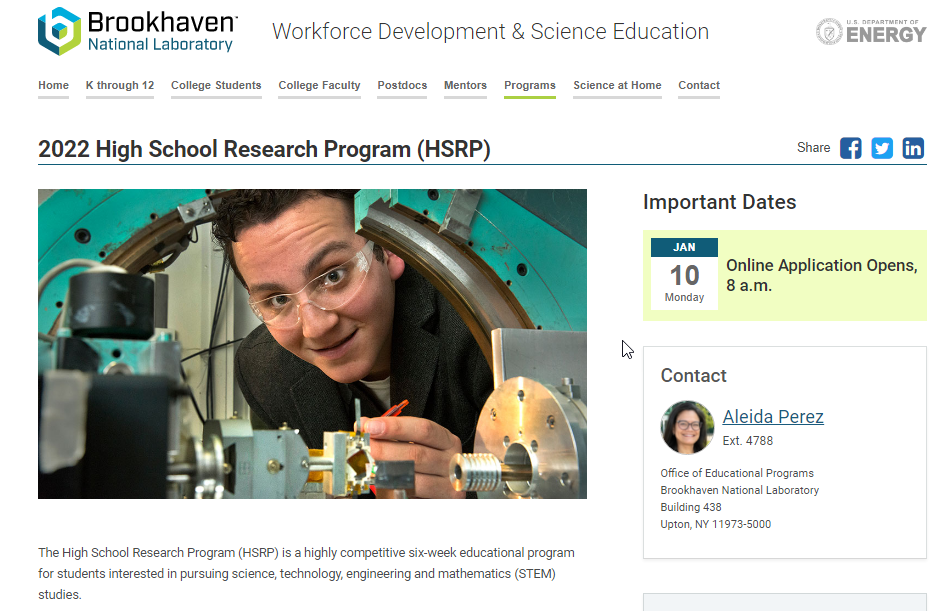 Brookhaven™
National Laboratory
Workforce Development & Science Education
U.S. DEPARTMENT OF
ENERGY
Home
K through 12
College Students
College Faculty
Postdocs
Mentors
Programs
Science at Home
Contact
2022 High School Research Program (HSRP)
Share
Important Dates
JAN
10
Monday
Online Application Opens,
8 a.m.
Contact
Aleida Perez
Ext. 4788
Office of Educational Programs
Brookhaven National Laboratory
Building 438
Upton, NY 11973-5000
The High School Research Program (HSRP) is a highly competitive six-week educational program
for students interested in pursuing science, technology, engineering and mathematics (STEM)
studies.